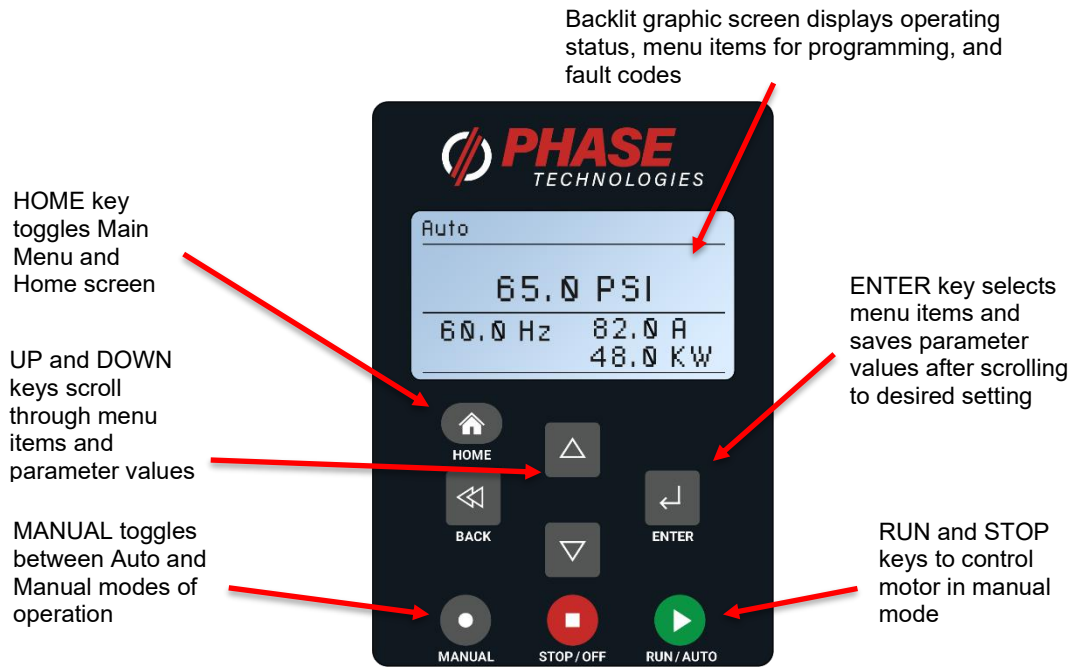 Backlit graphic screen displays operating
status, menu items for programming, and
fault codes
PHASE
TECHNOLOGIES
HOME key
toggles Main
Menu and
Home screen
Auto
65.0 PSI
60.0 Hz
82.0 A
48.0 KW
ENTER key selects
menu items and
saves parameter
values after scrolling
to desired setting
UP and DOWN
keys scroll
through menu
items and
parameter values
HOME
BACK
ENTER
MANUAL toggles
between Auto and
Manual modes of
operation
RUN and STOP
keys to control
motor in manual
mode
MANUAL
STOP/OFF
RUN/AUTO